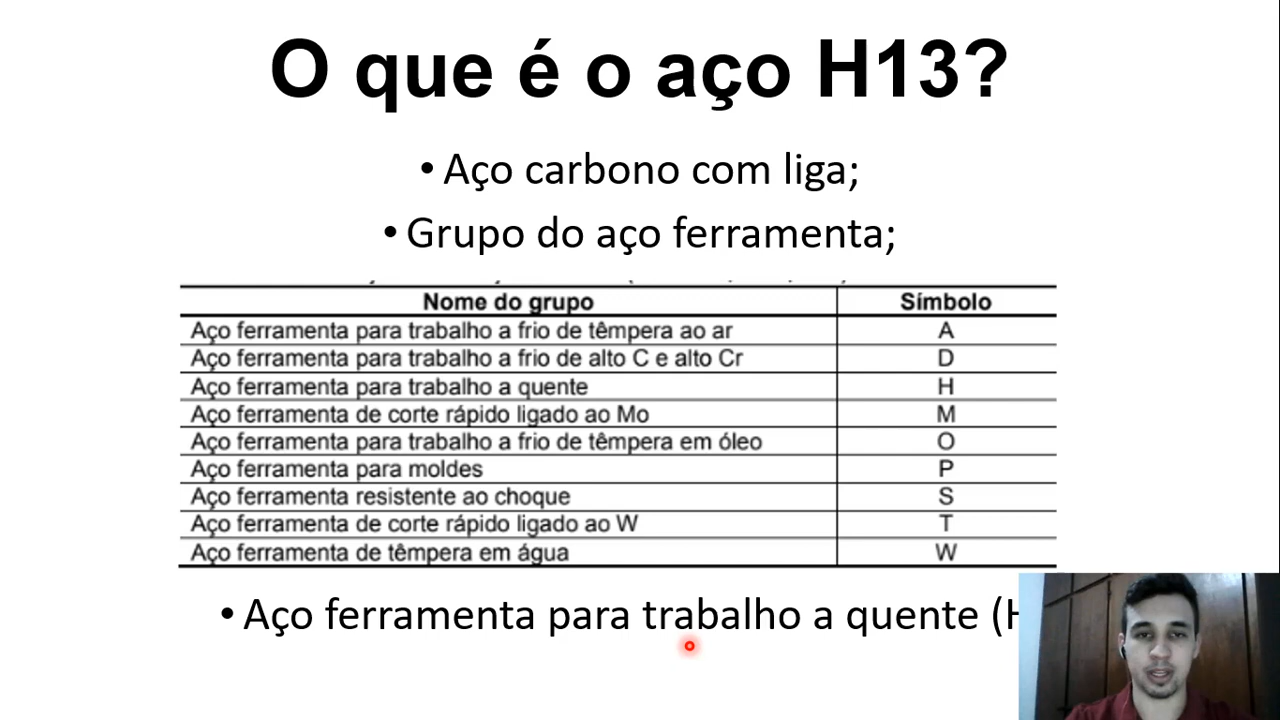 O que é o aço H13?
• Aço carbono com liga;
• Grupo do aço ferramenta;
Nome do grupo Símbolo
Aço ferramenta para trabalho a frio de têmpera ao ar A
Aço ferramenta para trabalho a frio de alto C e alto Cr D
Aço ferramenta para trabalho a quente H
Aço ferramenta de corte rápido ligado ao Mo M
Aço ferramenta para trabalho a frio de têmpera em óleo O
Aço ferramenta para moldes P
Aço ferramenta resistente ao choque S
Aço ferramenta de corte rápido ligado ao W T
Aço ferramenta de têmpera em água W
• Aço ferramenta para trabalho a quente (H